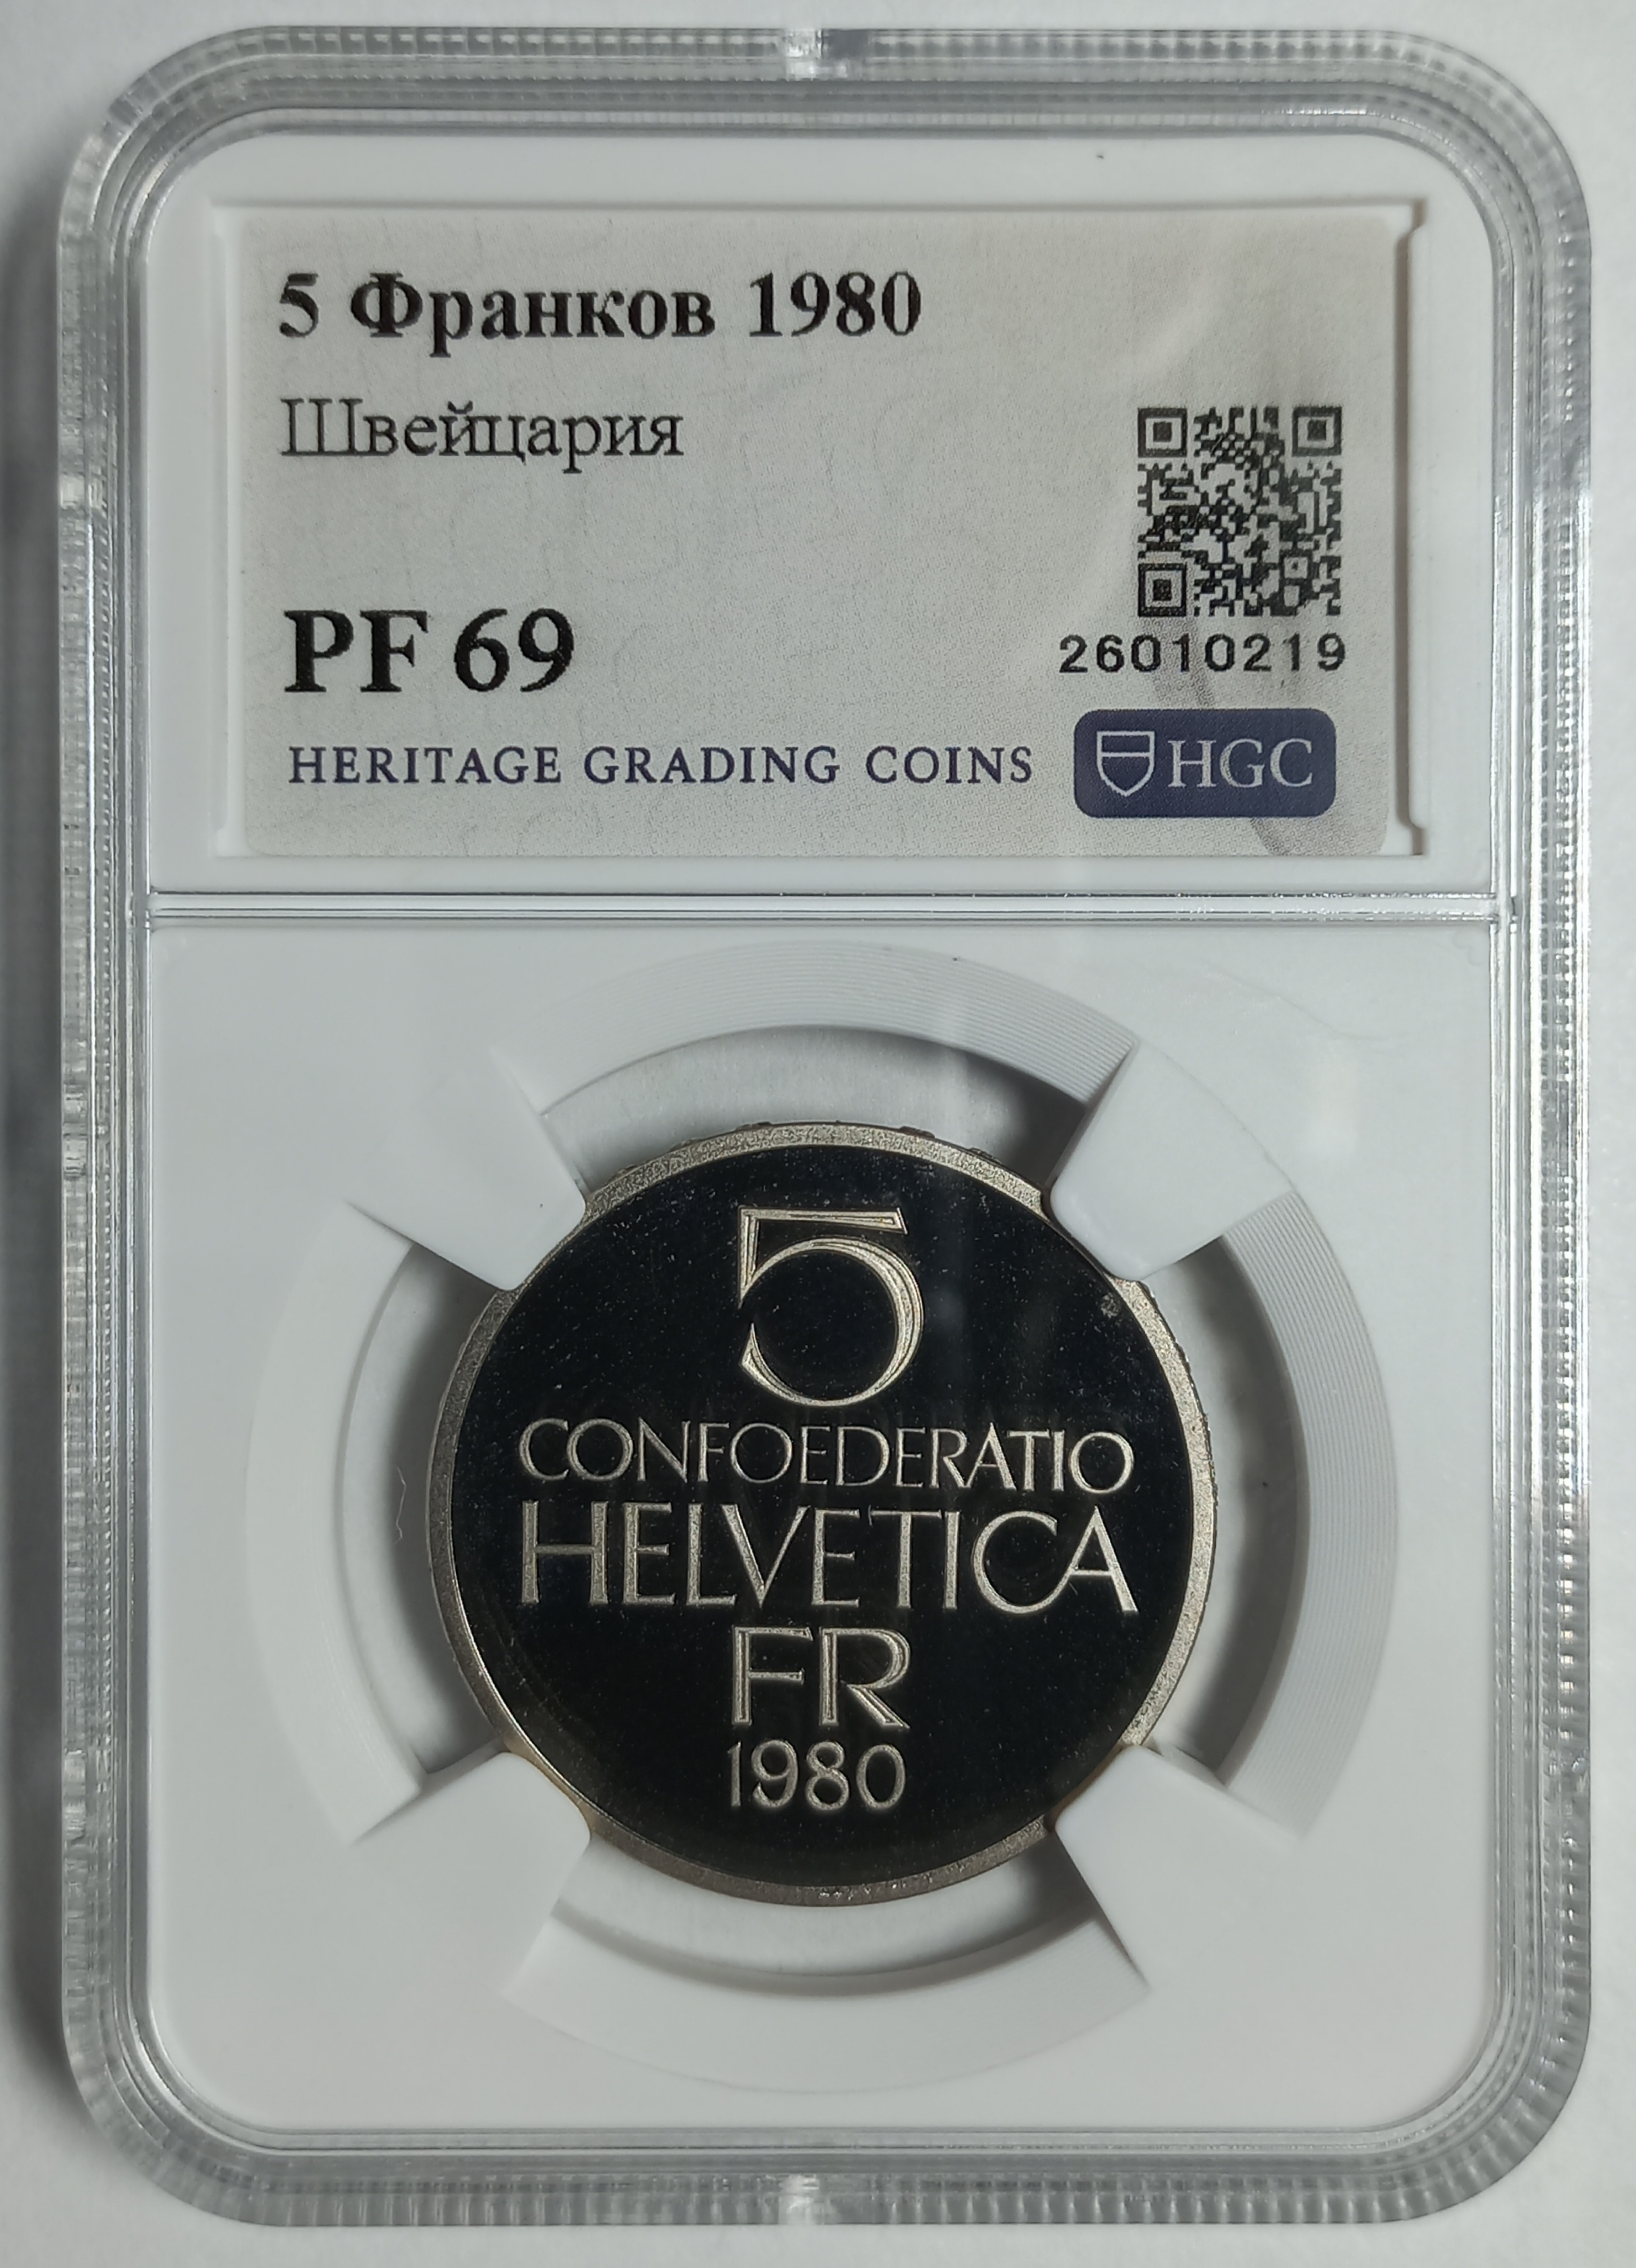 5 Франков 1980
Швейцария
PF 69
26010219
HERITAGE GRADING COINS
HGC
5
CONFOEDERATIO
HELVETICA
FR
1980